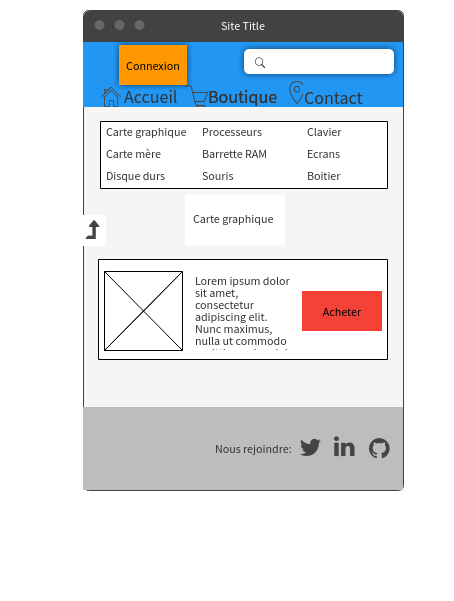 Site Title
Connexion
Accueil Boutique Contact
Carte graphique Processeurs Clavier
Carte mère Barrette RAM Ecrans
Disque durs Souris Boitier
Carte graphique
Lorem ipsum dolor
sit amet,
consectetur
adipiscing elit.
Nunc maximus,
nulla ut commodo
Acheter
Nous rejoindre: